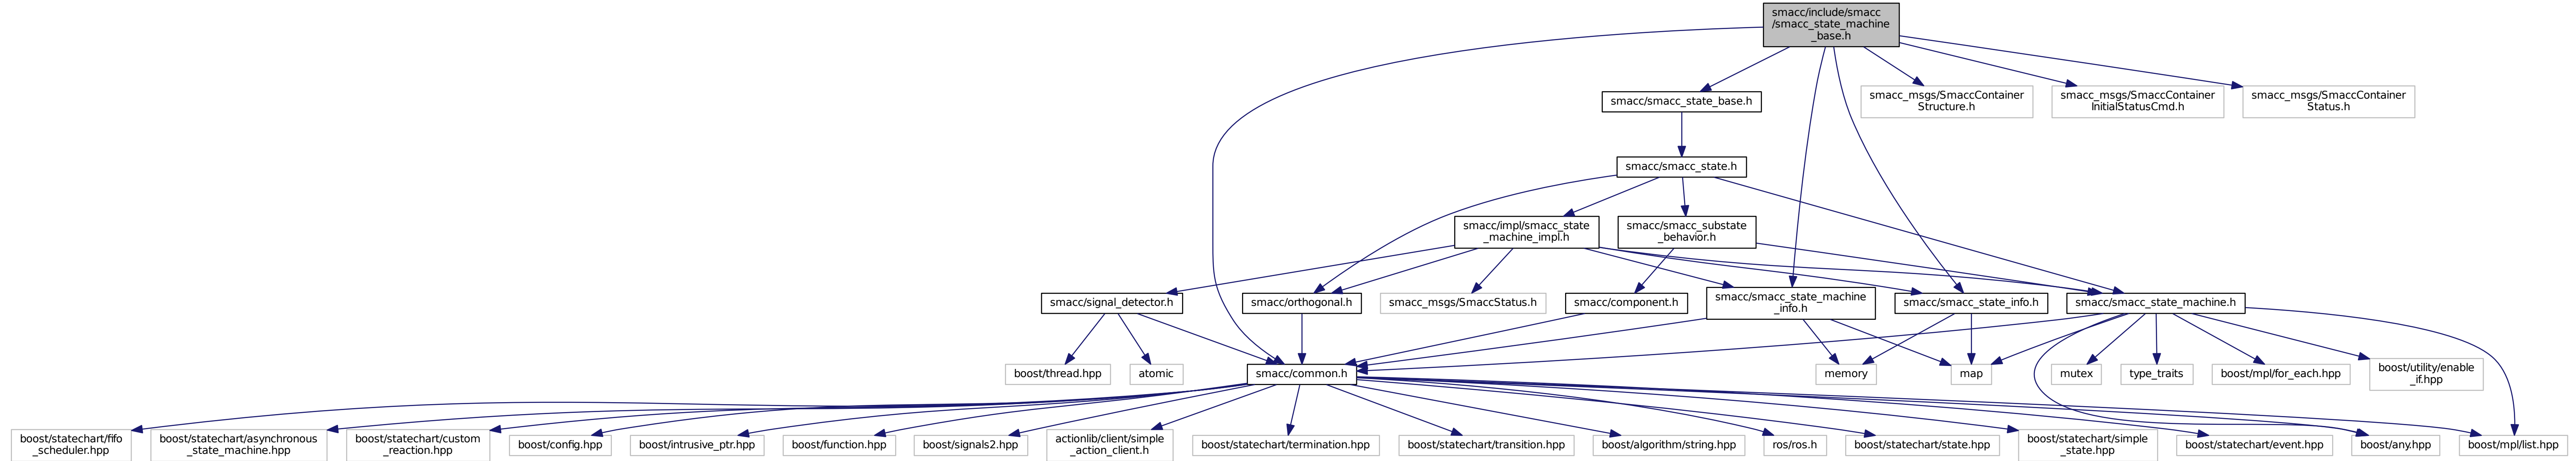 smacc/include/smacc
/smacc_state_machine
_base.h
smacc/smacc_state_base.h
smacc_msgs/SmaccContainer
Structure.h
smacc_msgs/SmaccContainer
InitialStatusCmd.h
smacc_msgs/SmaccContainer
Status.h
smacc/smacc_state.h
smacc/impl/smacc_state
_machine_impl.h
smacc/smacc_substate
_behavior.h
smacc/signal_detector.h
smacc/orthogonal.h
smacc_msgs/SmaccStatus.h
smacc/component.h
smacc/smacc_state_machine
_info.h
smacc/smacc_state_info.h
smacc/smacc_state_machine.h
boost/thread.hpp
atomic
smacc/common.h
memory
map
mutex
type_traits
boost/mpl/for_each.hpp
boost/utility/enable
_if.hpp
boost/statechart/fifo
_scheduler.hpp
boost/statechart/asynchronous
_state_machine.hpp
boost/statechart/custom
_reaction.hpp
boost/config.hpp
boost/intrusive_ptr.hpp
boost/function.hpp
boost/signals2.hpp
actionlib/client/simple
_action_client.h
boost/statechart/termination.hpp
boost/statechart/transition.hpp
boost/algorithm/string.hpp
ros/ros.h
boost/statechart/state.hpp
boost/statechart/simple
_state.hpp
boost/statechart/event.hpp
boost/any.hpp
boost/mpl/list.hpp